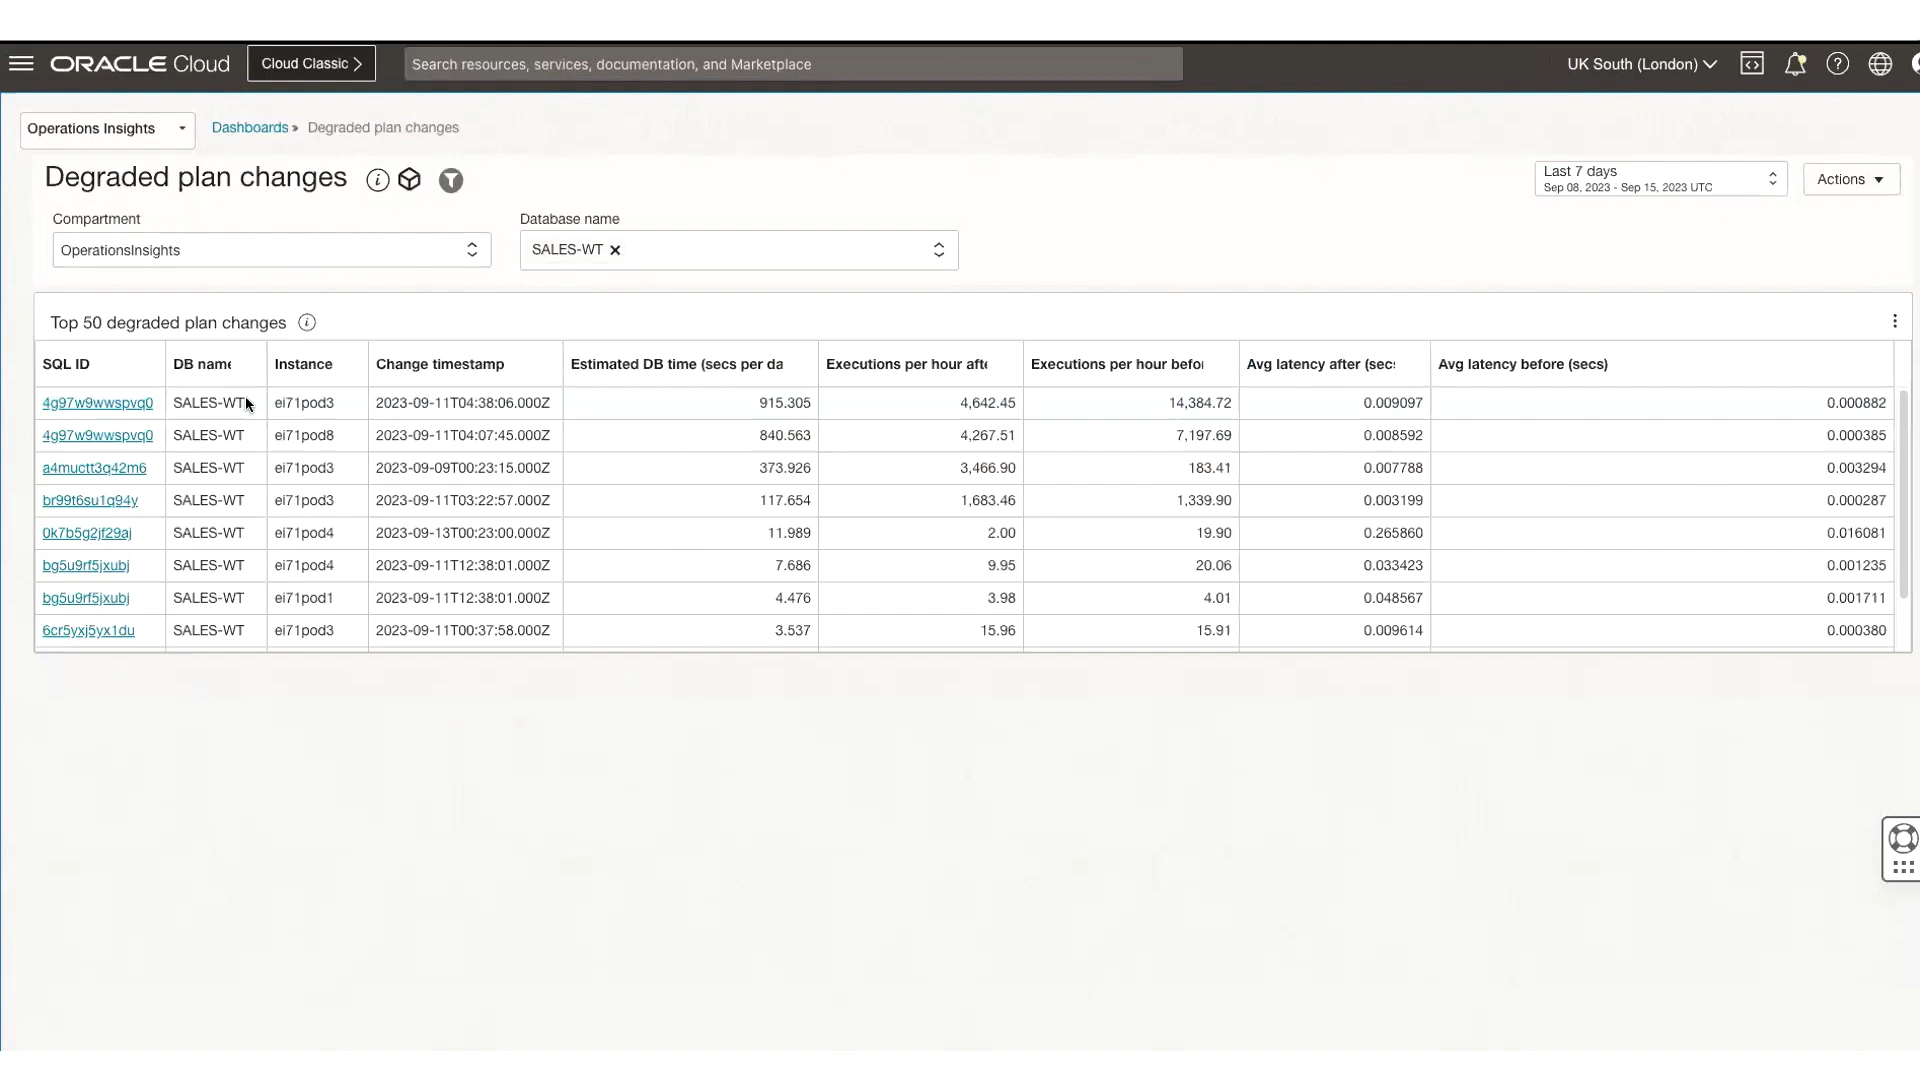 ORACLE Cloud Cloud Classic > Search resources, services, documentation, and Marketplace UK South (London)
Operations Insights Dashboards » Degraded plan changes
Degraded plan changes
Last 7 days
Sep 08, 2023 - Sep 15, 2023 UTC
Actions
Compartment Database name
OperationsInsights SALES-WT ×
Top 50 degraded plan changes
SQL ID DB name Instance Change timestamp Estimated DB time (secs per da Executions per hour afte Executions per hour befor Avg latency after (secs Avg latency before (secs)
4g97w9wwspvq0 SALES-WT ei71pod3 2023-09-11T04:38:06.000Z 915.305 4,642.45 14,384.72 0.009097 0.000882
4g97w9wwspvq0 SALES-WT ei71pod8 2023-09-11T04:07:45.000Z 840.563 4,267.51 7,197.69 0.008592 0.000385
a4muctt3q42m6 SALES-WT ei71pod3 2023-09-09T00:23:15.000Z 373.926 3,466.90 183.41 0.007788 0.003294
br99t6su1q94y SALES-WT ei71pod3 2023-09-11T03:22:57.000Z 117.654 1,683.46 1,339.90 0.003199 0.000287
0k7b5g2jf29aj SALES-WT ei71pod4 2023-09-13T00:23:00.000Z 11.989 2.00 19.90 0.265860 0.016081
bg5u9rf5jxubj SALES-WT ei71pod4 2023-09-11T12:38:01.000Z 7.686 9.95 20.06 0.033423 0.001235
bg5u9rf5jxubj SALES-WT ei71pod1 2023-09-11T12:38:01.000Z 4.476 3.98 4.01 0.048567 0.001711
6cr5yxj5yx1du SALES-WT ei71pod3 2023-09-11T00:37:58.000Z 3.537 15.96 15.91 0.009614 0.000380